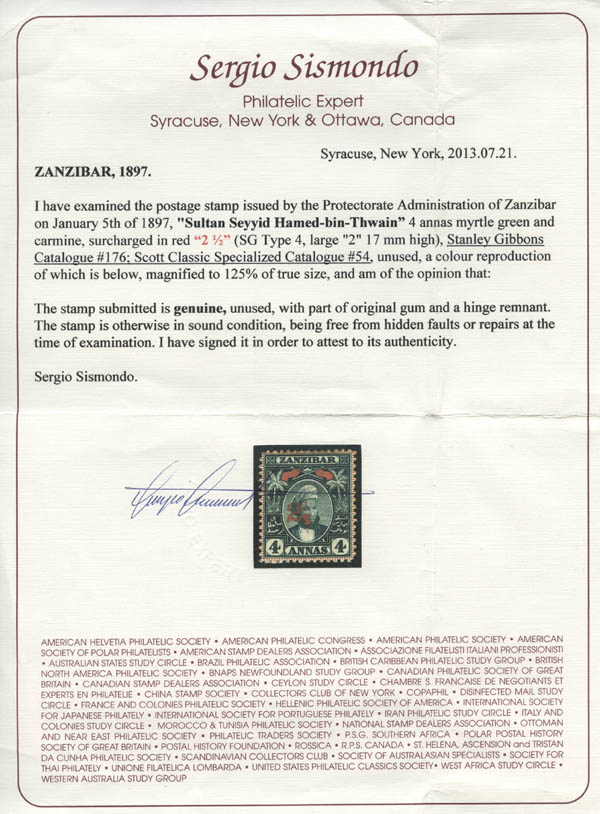 Sergio Sismondo
Philatelic Expert
Syracuse, New York & Ottawa, Canada
Syracuse, New York, 2013.07.21.
ZANZIBAR, 1897.
I have examined the postage stamp issued by the Protectorate Administration of Zanzibar
on January 5th of 1897, "Sultan Seyyid Hamed-bin-Thwain” 4 annas myrtle green and
carmine, surcharged in red “2 ½” (SG Type 4, large "2" 17 mm high), Stanley Gibbons
Catalogue #176; Scott Classic Specialized Catalogue #54, unused, a colour reproduction
of which is below, magnified to 125% of true size, and am of the opinion that:
The stamp submitted is genuine, unused, with part of original gum and a hinge remnant.
The stamp is otherwise in sound condition, being free from hidden faults or repairs at the
time of examination. I have signed it in order to attest to its authenticity.
Sergio Sismondo.
ZANZIBAR
2½
4 ANNAS 4
AMERICAN HELVETIA PHILATELIC SOCIETY • AMERICAN PHILATELIC CONGRESS • AMERICAN PHILATELIC SOCIETY • AMERICAN
SOCIETY OF POLAR PHILATELISTS • AMERICAN STAMP DEALERS ASSOCIATION • ASSOCIAZIONE FILATELISTI ITALIANI PROFESSIONISTI
• AUSTRALIAN STATES STUDY CIRCLE • BRAZIL PHILATELIC ASSOCIATION • BRITISH CARIBBEAN PHILATELIC STUDY GROUP • BRITISH
NORTH AMERICA PHILATELIC SOCIETY • BNAPS NEWFOUNDLAND STUDY GROUP • CANADIAN PHILATELIC SOCIETY OF GREAT
BRITAIN • CANADIAN STAMP DEALERS ASSOCIATION • CEYLON STUDY CIRCLE • CHAMBRE S. FRANCAISE DE NEGOTIANTS ET
EXPERTS EN PHILATELIE • CHINA STAMP SOCIETY • COLLECTORS CLUB OF NEW YORK • COPAPHIL • DISINFECTED MAIL STUDY
CIRCLE • FRANCE AND COLONIES PHILATELIC SOCIETY • HELLENIC PHILATELIC SOCIETY OF AMERICA • INTERNATIONAL SOCIETY
FOR JAPANESE PHILATELY • INTERNATIONAL SOCIETY FOR PORTUGUESE PHILATELY • IRAN PHILATELIC STUDY CIRCLE • ITALY AND
COLONIES STUDY CIRCLE • MOROCCO & TUNISIA PHILATELIC SOCIETY • NATIONAL STAMP DEALERS ASSOCIATION • OTTOMAN
AND NEAR EAST PHILATELIC SOCIETY • PHILATELIC TRADERS SOCIETY • P.S.G. SOUTHERN AFRICA • POLAR POSTAL HISTORY
SOCIETY OF GREAT BRITAIN • POSTAL HISTORY FOUNDATION • ROSSICA • R.P.S. CANADA • ST. HELENA, ASCENSION and TRISTAN
DA CUNHA PHILATELIC SOCIETY • SCANDINAVIAN COLLECTORS CLUB • SOCIETY OF AUSTRALASIAN SPECIALISTS • SOCIETY FOR
THAI PHILATELY • UNIONE FILATELICA LOMBARDA • UNITED STATES PHILATELIC CLASSICS SOCIETY• WEST AFRICA STUDY CIRCLE •
WESTERN AUSTRALIA STUDY GROUP